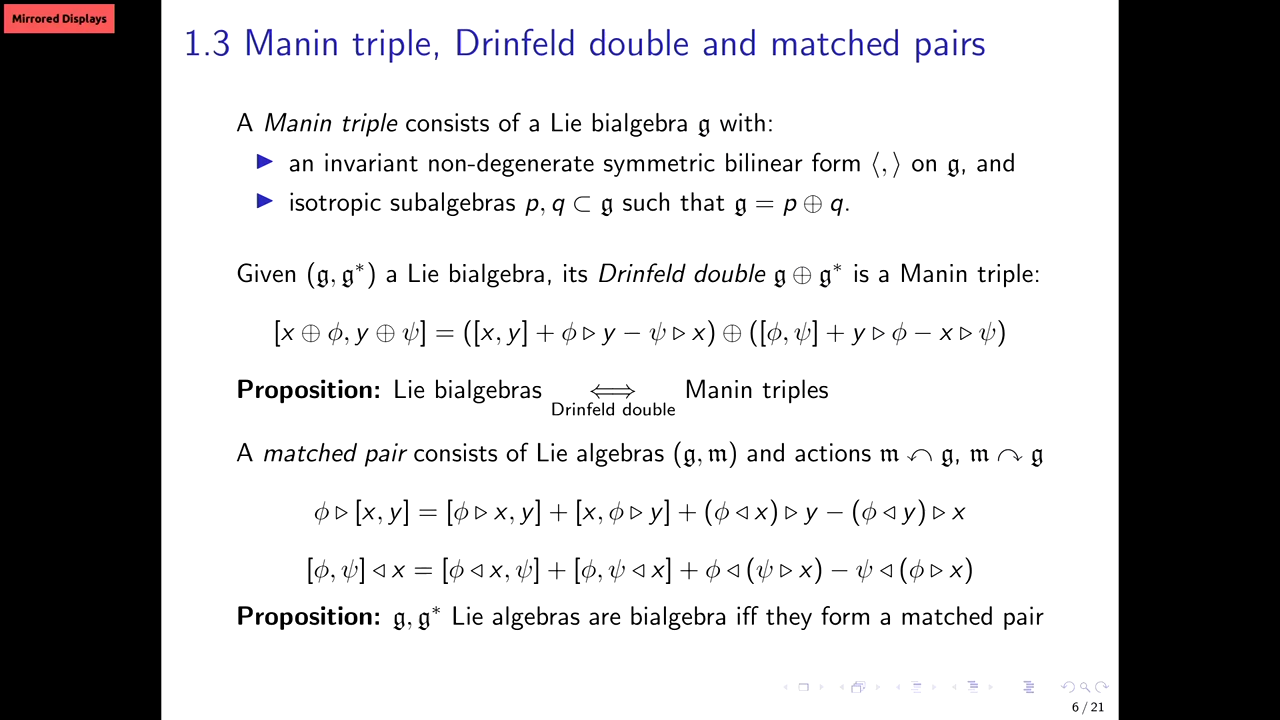 Mirrored Displays
1.3 Manin triple, Drinfeld double and matched pairs
A Manin triple consists of a Lie bialgebra 𝔤 with:
▶ an invariant non-degenerate symmetric bilinear form ⟨,⟩ on 𝔤, and
▶ isotropic subalgebras p, q ⊂ 𝔤 such that 𝔤 = p ⊕ q.
Given (𝔤, 𝔤*) a Lie bialgebra, its Drinfeld double 𝔤 ⊕ 𝔤* is a Manin triple:
[x ⊕ ϕ, y ⊕ ψ] = ([x, y] + ϕ ▷ y − ψ ▷ x) ⊕ ([ϕ, ψ] + y ▷ ϕ − x ▷ ψ)
Proposition: Lie bialgebras ⟺ Manin triples
Drinfeld double
A matched pair consists of Lie algebras (𝔤, 𝔪) and actions 𝔪 ↶ 𝔤, 𝔪 ↷ 𝔤
ϕ ▷ [x, y] = [ϕ ▷ x, y] + [x, ϕ ▷ y] + (ϕ ◁ x) ▷ y − (ϕ ◁ y) ▷ x
[ϕ, ψ] ◁ x = [ϕ ◁ x, ψ] + [ϕ, ψ ◁ x] + ϕ ◁ (ψ ▷ x) − ψ ◁ (ϕ ▷ x)
Proposition: 𝔤, 𝔤* Lie algebras are bialgebra iff they form a matched pair
6 / 21